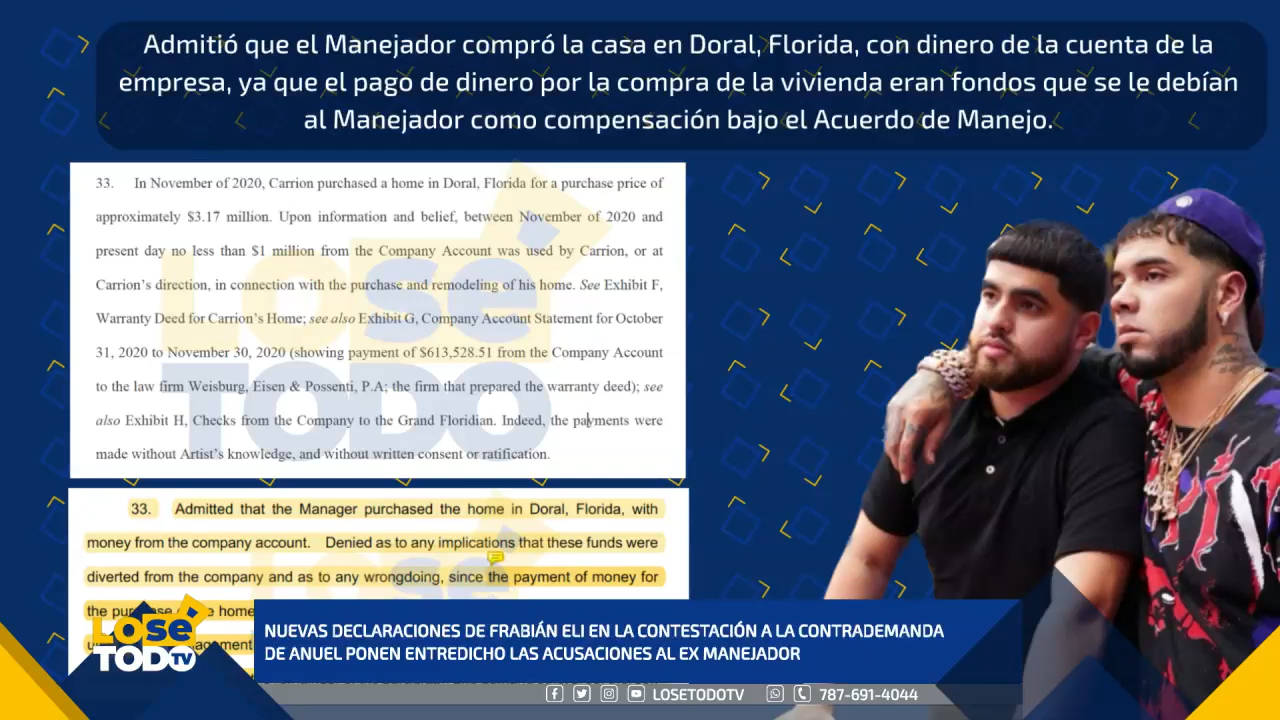 Admitió que el Manejador compró la casa en Doral, Florida, con dinero de la cuenta de la
empresa, ya que el pago de dinero por la compra de la vivienda eran fondos que se le debían
al Manejador como compensación bajo el Acuerdo de Manejo.
33. In November of 2020, Carrion purchased a home in Doral, Florida for a purchase price of
approximately $3.17 million. Upon information and belief, between November of 2020 and
present day no less than $1 million from the Company Account was used by Carrion, or at
Carrion's direction, in connection with the purchase and remodeling of his home. See Exhibit F,
Warranty Deed for Carrion's Home; see also Exhibit G, Company Account Statement for October
31, 2020 to November 30, 2020 (showing payment of $613,528.51 from the Company Account
to the law firm Weisburg, Eisen & Possenti, P.A; the firm that prepared the warranty deed); see
also Exhibit H, Checks from the Company to the Grand Floridian. Indeed, the payments were
made without Artist's knowledge, and without written consent or ratification.
33. Admitted that the Manager purchased the home in Doral, Florida, with
money from the company account. Denied as to any implications that these funds were
diverted from the company and as to any wrongdoing, since the payment of money for
the home
LO sé
TODO TV
NUEVAS DECLARACIONES DE FRABIÁN ELI EN LA CONTESTACIÓN A LA CONTRADEMANDA
DE ANUEL PONEN ENTREDICHO LAS ACUSACIONES AL EX MANEJADOR
LOSETODOTV 787-691-4044